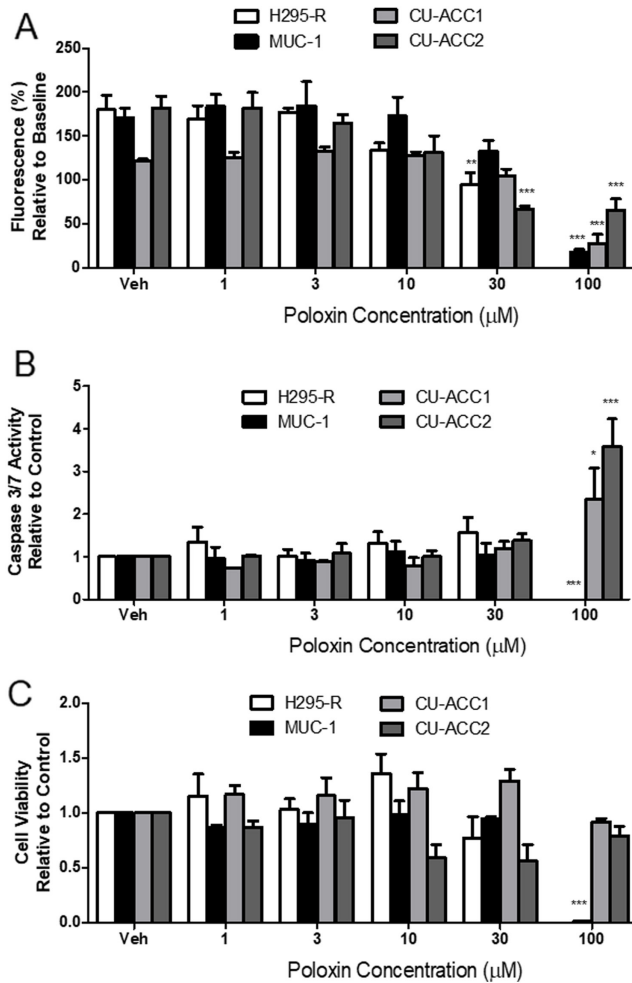 A
H295-R CU-ACC1
MUC-1 CU-ACC2
Fluorescence (%)
Relative to Baseline
250
200
150
100
50
0
** *** *** *** ***
Veh 1 3 10 30 100
Poloxin Concentration (μM)
B
H295-R CU-ACC1
MUC-1 CU-ACC2
Caspase 3/7 Activity
Relative to Control
5
4
3
2
1
0
*** * ***
Veh 1 3 10 30 100
Poloxin Concentration (μM)
C
H295-R CU-ACC1
MUC-1 CU-ACC2
Cell Viability
Relative to Control
2.0
1.5
1.0
0.5
0.0
***
Veh 1 3 10 30 100
Poloxin Concentration (μM)